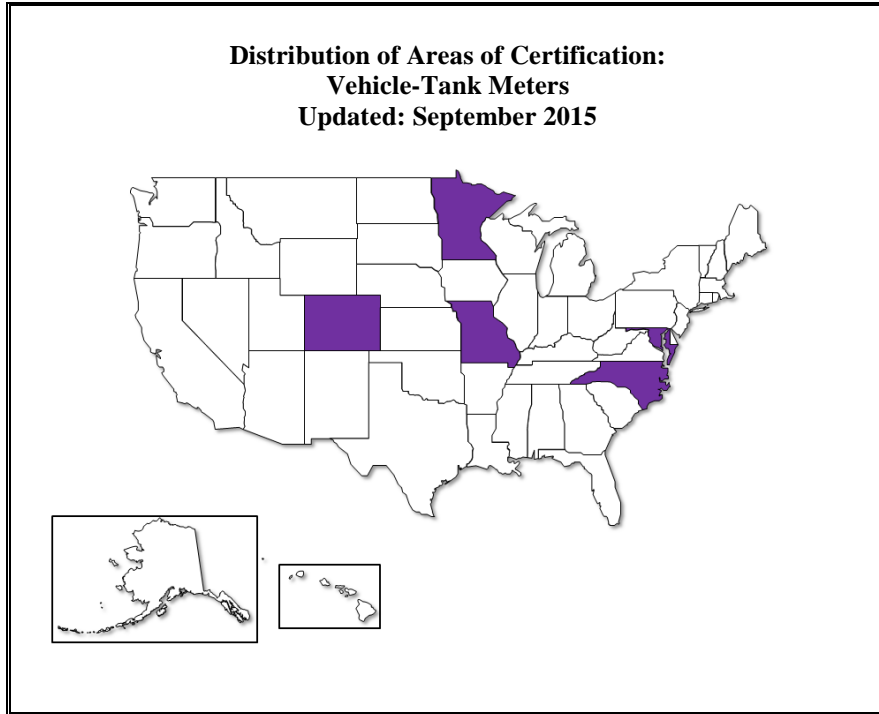 Distribution of Areas of Certification:
Vehicle-Tank Meters
Updated: September 2015